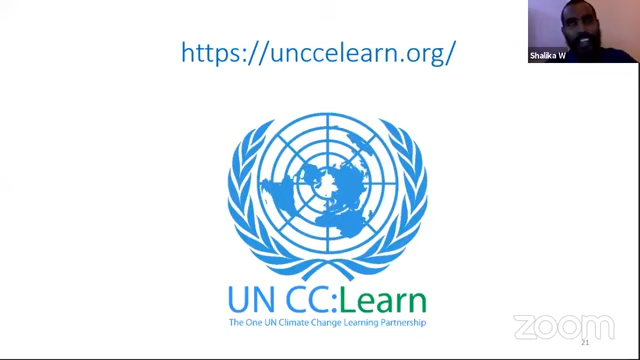 https://unccelearn.org/
Shalika W
UN CC:Learn
The One UN Climate Change Learning Partnership
zoom
21